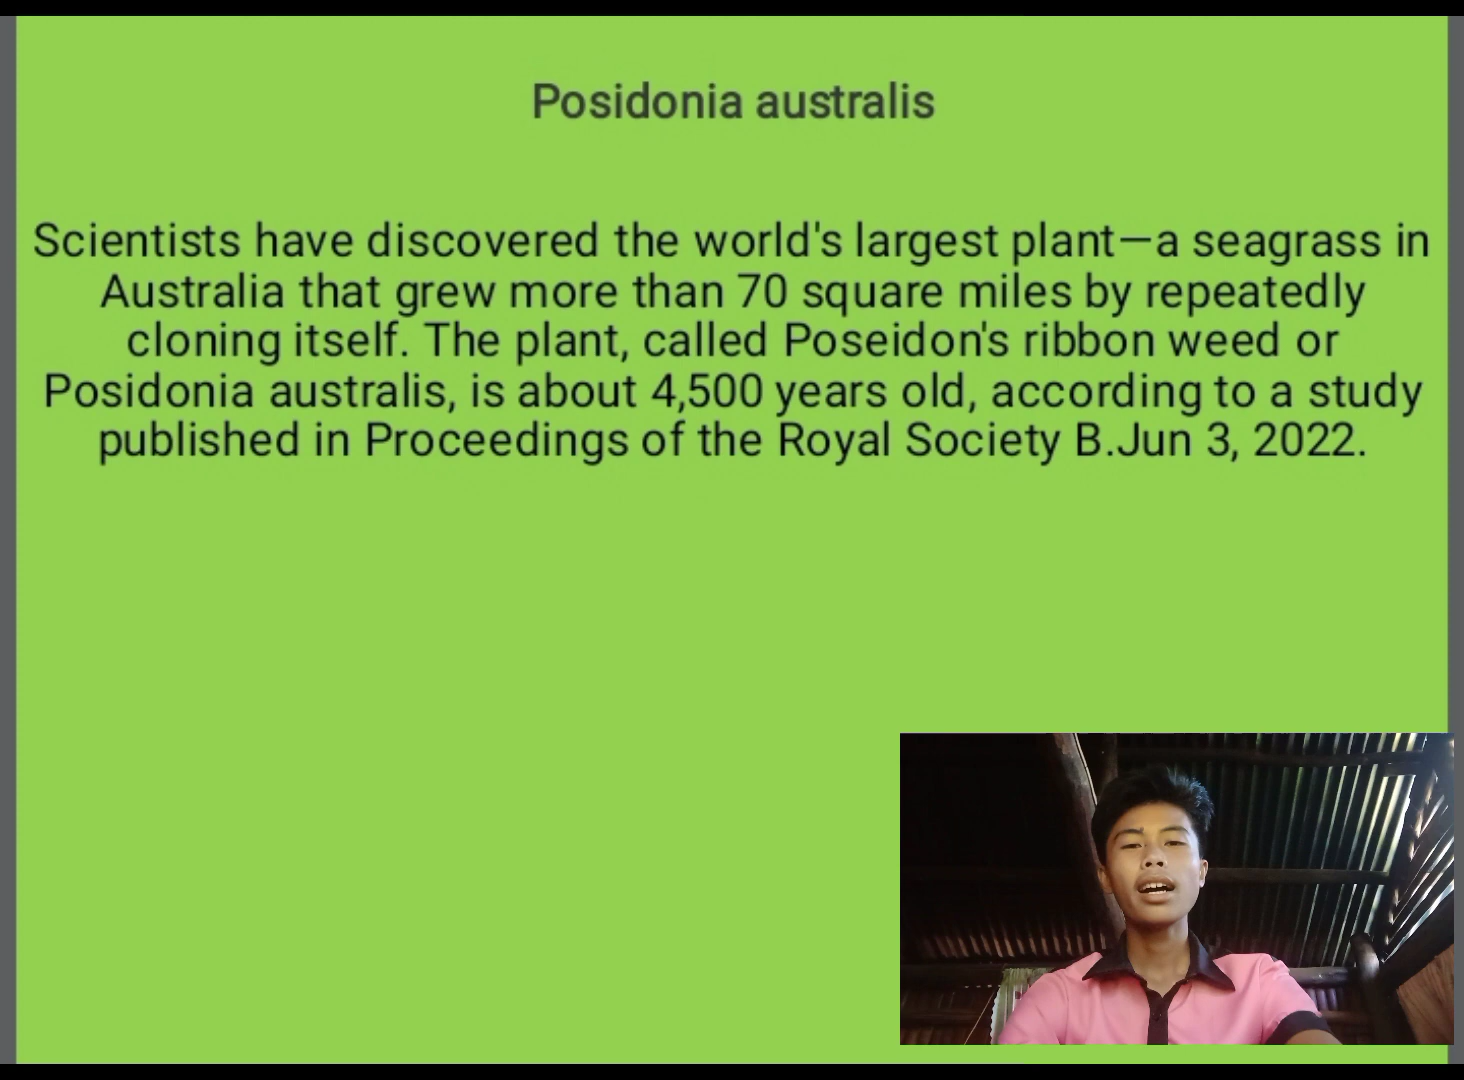 Posidonia australis
Scientists have discovered the world's largest plant—a seagrass in
Australia that grew more than 70 square miles by repeatedly
cloning itself. The plant, called Poseidon's ribbon weed or
Posidonia australis, is about 4,500 years old, according to a study
published in Proceedings of the Royal Society B.Jun 3, 2022.